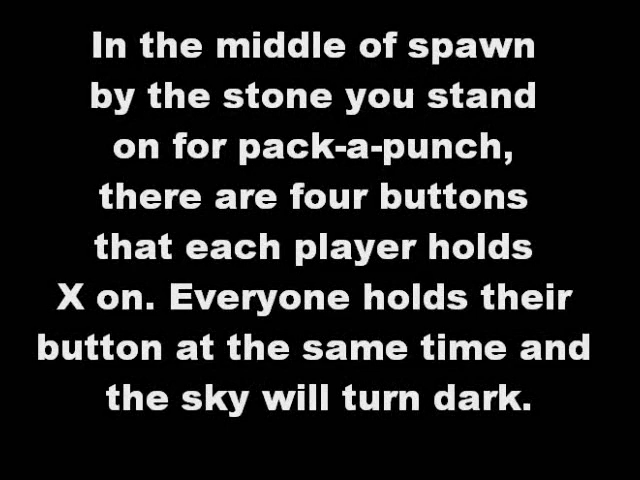 In the middle of spawn
by the stone you stand
on for pack-a-punch,
there are four buttons
that each player holds
X on. Everyone holds their
button at the same time and
the sky will turn dark.